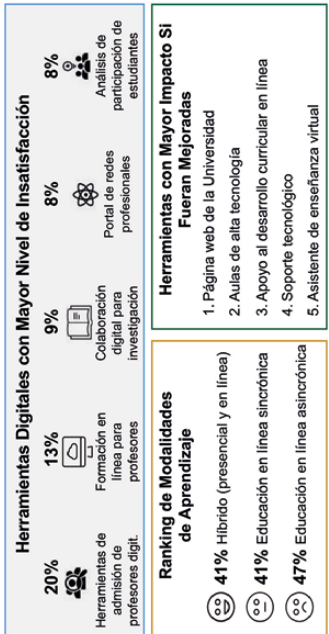 Herramientas Digitales con Mayor Nivel de Insatisfacción
20%
Herramientas de
admisión de
profesores digit.
13%
Formación en
línea para
profesores
9%
Colaboración
digital para
investigación
8%
Portal de redes
profesionales
8%
Análisis de
participación de
estudiantes
Ranking de Modalidades
de Aprendizaje
41% Híbrido (presencial y en línea)
41% Educación en línea sincrónica
47% Educación en línea asincrónica
Herramientas con Mayor Impacto Si
Fueran Mejoradas
1. Página web de la Universidad
2. Aulas de alta tecnología
3. Apoyo al desarrollo curricular en línea
4. Soporte tecnológico
5. Asistente de enseñanza virtual